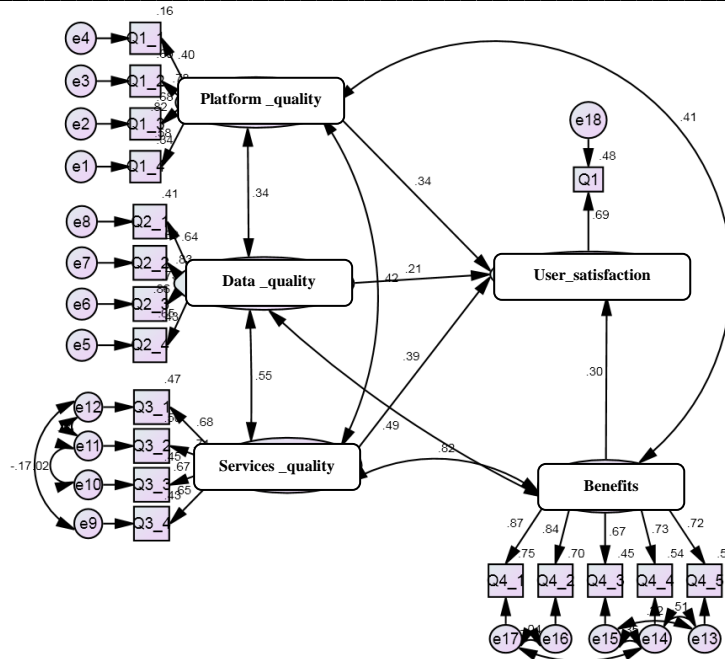 .16
e4
Q1_1
.40
e3
Q1_2
Platform _quality
.41
e2
Q1_3
.82
e18
e1
Q1_4
.48
.34
.34
Q1
.41
e8
Q2_1
.64
.69
e7
Q2_2
Data _quality
.42
.21
User_satisfaction
e6
Q2_3
e5
Q2_4
.55
.39
.30
.47
e12
Q3_1
.68
.49
e11
Q3_2
.82
-.17
.02
.67
Services _quality
e10
Q3_3
Benefits
.65
e9
Q3_4
.87
.84
.67
.73
.72
.75
.70
.45
.54
Q4_1
Q4_2
Q4_3
Q4_4
Q4_5
.51
e17
e16
e15
e14
e13